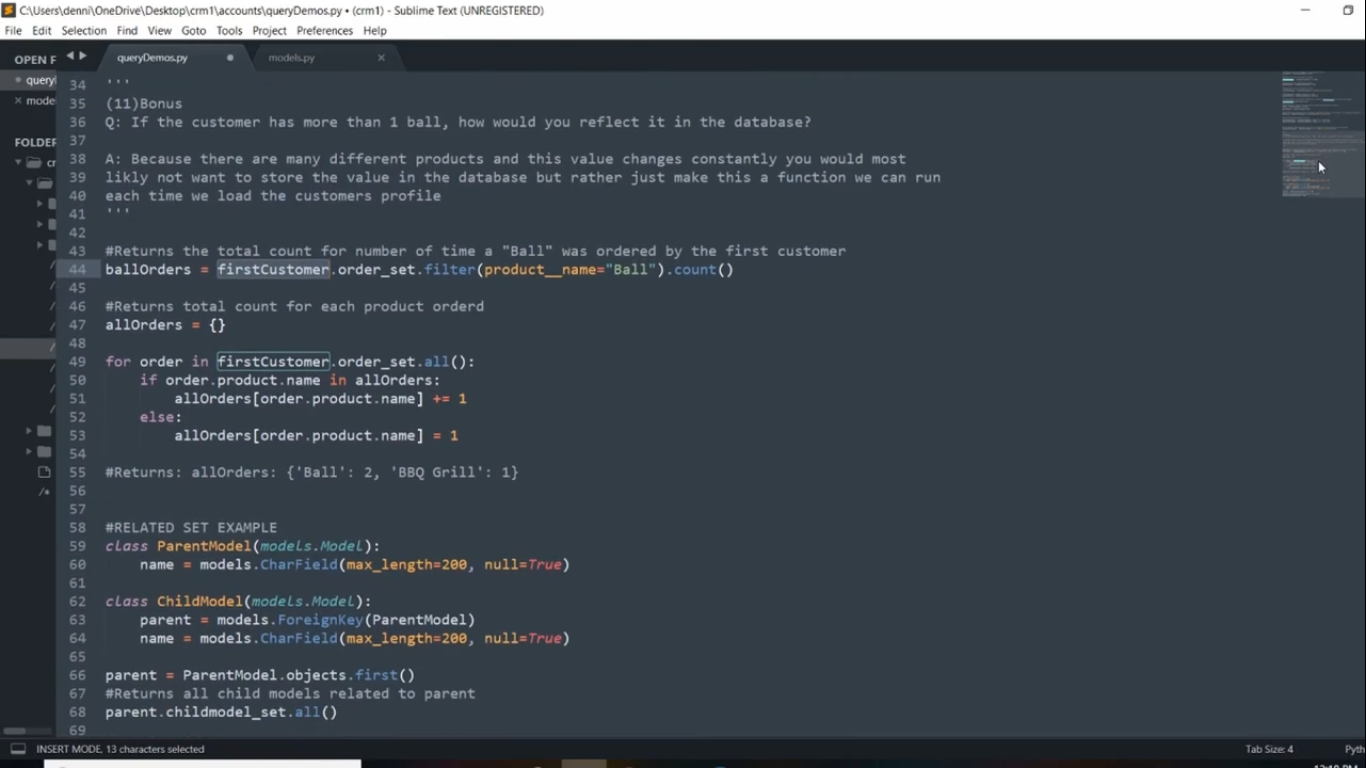 C:\Users\denni\OneDrive\Desktop\crm1\accounts\queryDemos.py • (crm1) - Sublime Text (UNREGISTERED)
File Edit Selection Find View Goto Tools Project Preferences Help
OPEN F
queryDemos.py
models.py
query
mode
FOLDER
cr
34 '''
35 (11)Bonus
36 Q: If the customer has more than 1 ball, how would you reflect it in the database?
37
38 A: Because there are many different products and this value changes constantly you would most
39 likly not want to store the value in the database but rather just make this a function we can run
40 each time we load the customers profile
41 '''
42
43 #Returns the total count for number of time a "Ball" was ordered by the first customer
44 ballOrders = firstCustomer.order_set.filter(product__name="Ball").count()
45
46 #Returns total count for each product orderd
47 allOrders = {}
48
49 for order in firstCustomer.order_set.all():
50     if order.product.name in allOrders:
51         allOrders[order.product.name] += 1
52     else:
53         allOrders[order.product.name] = 1
54
55 #Returns: allOrders: {'Ball': 2, 'BBQ Grill': 1}
56
57
58 #RELATED SET EXAMPLE
59 class ParentModel(models.Model):
60     name = models.CharField(max_length=200, null=True)
61
62 class ChildModel(models.Model):
63     parent = models.ForeignKey(ParentModel)
64     name = models.CharField(max_length=200, null=True)
65
66 parent = ParentModel.objects.first()
67 #Returns all child models related to parent
68 parent.childmodel_set.all()
69
INSERT MODE, 13 characters selected
Tab Size: 4
Pyth